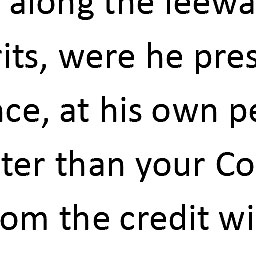 along the leewa
rits, were he pres
nce, at his own pe
ter than your Co
om the credit wi